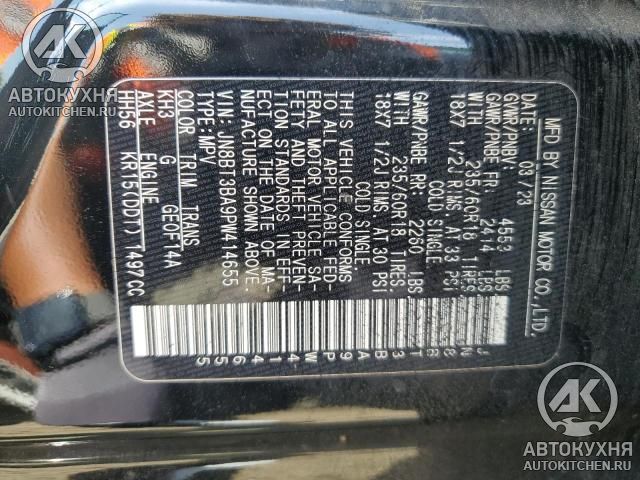 AK
АВТОКУХНЯ
AUTOKITCHEN.RU
MFD. BY NISSAN MOTOR CO.,LTD.
DATE: 03/23
GVWR/PNBV: 4553 LBS
GAWR/PNBE FR: 2414 LBS
WITH 235/60R18 TIRES,
18X7 1/2J RIMS AT 33 PSI
COLD SINGLE
GAWR/PNBE RR: 2260 LBS
WITH 235/60R18 TIRES
18X7 1/2J RIMS AT 30 PSI
COLD SINGLE
THIS VEHICLE CONFORMS
TO ALL APPLICABLE FED-
ERAL MOTOR VEHICLE SA-
FETY AND THEFT PREVEN-
TION STANDARDS IN EFF-
ECT ON THE DATE OF MA-
NUFACTURE SHOWN ABOVE.
VIN: JN8BT3BA9PW414655
TYPE: MPV
COLOR TRIM TRANS
KH3 G GE0F14A
AXLE ENGINE
HH56 KR15(DDT) 1497CC
JN8BT3BA9PW414655
AK
АВТОКУХНЯ
AUTOKITCHEN.RU